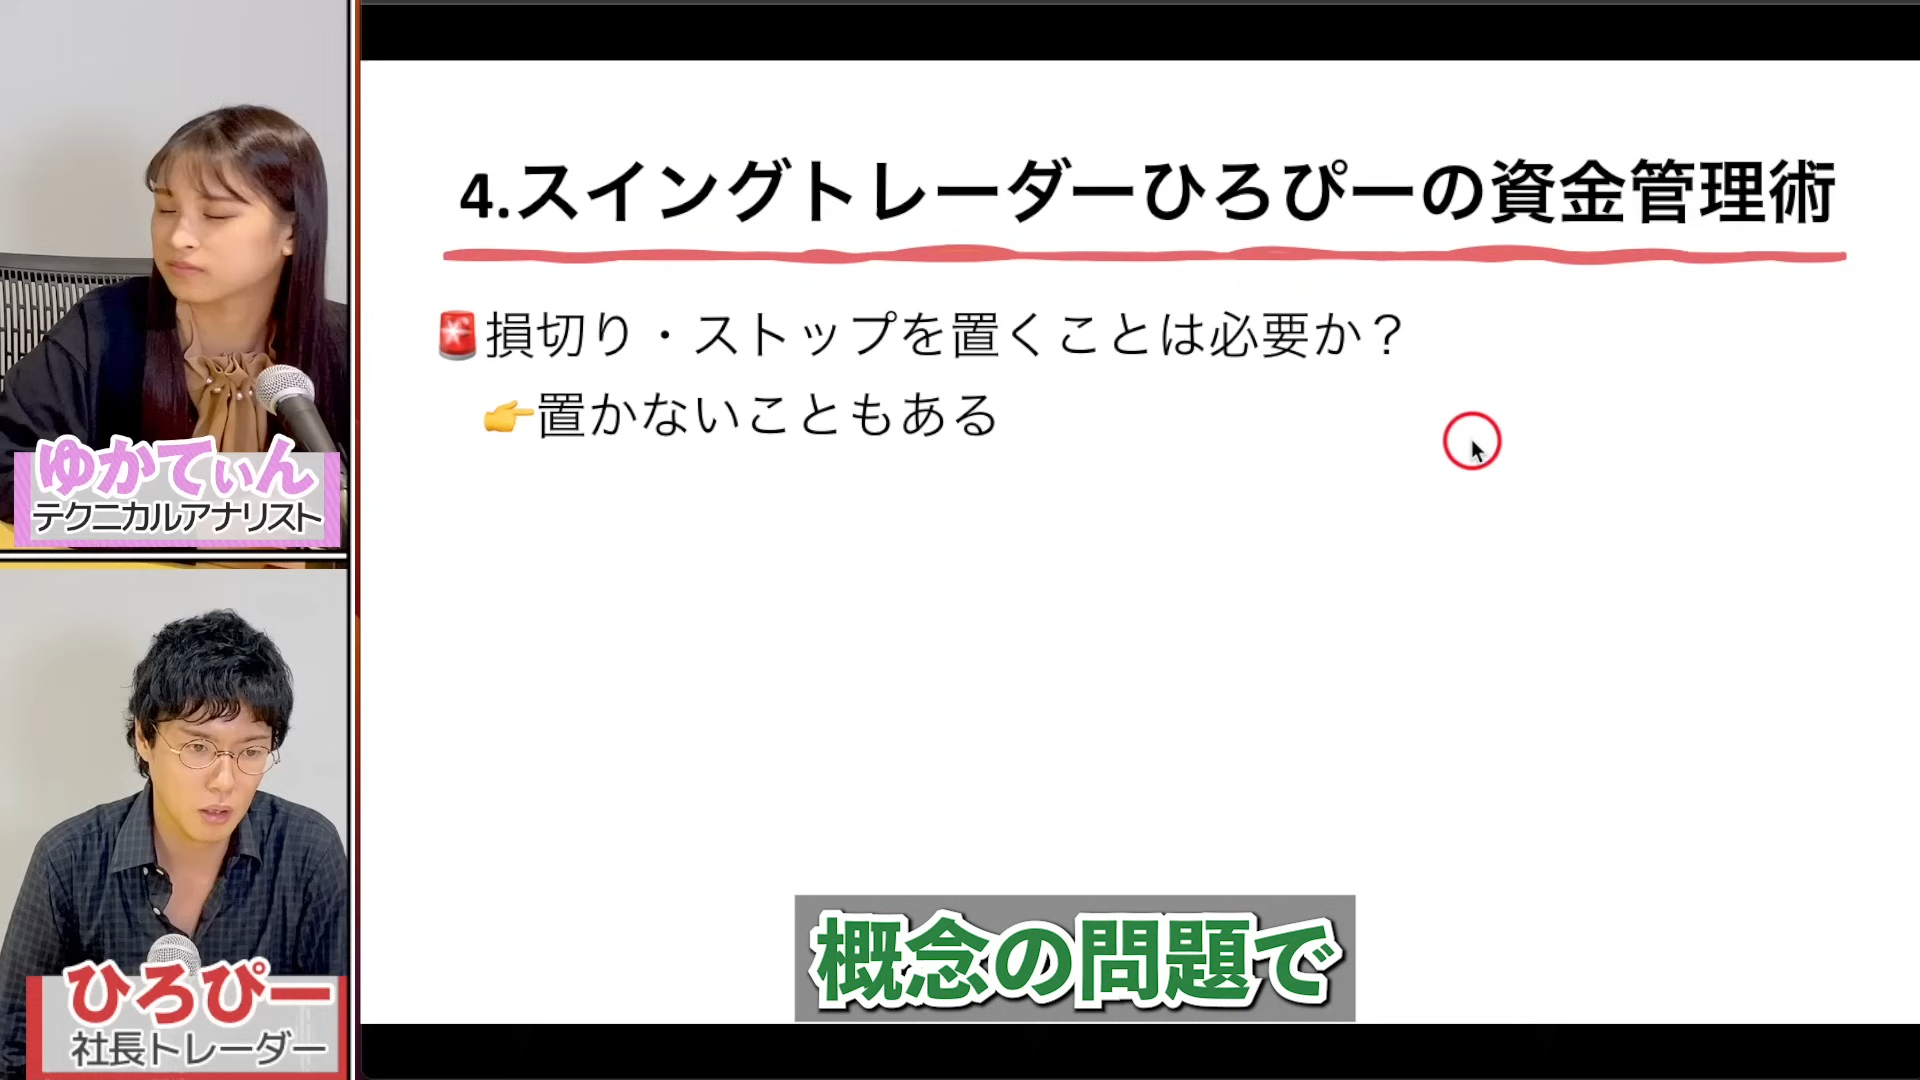 4.スイングトレーダーひろぴーの資金管理術
🚨損切り・ストップを置くことは必要か？
👉置かないこともある
ゆかてぃん
テクニカルアナリスト
ひろぴー
社長トレーダー
概念の問題で